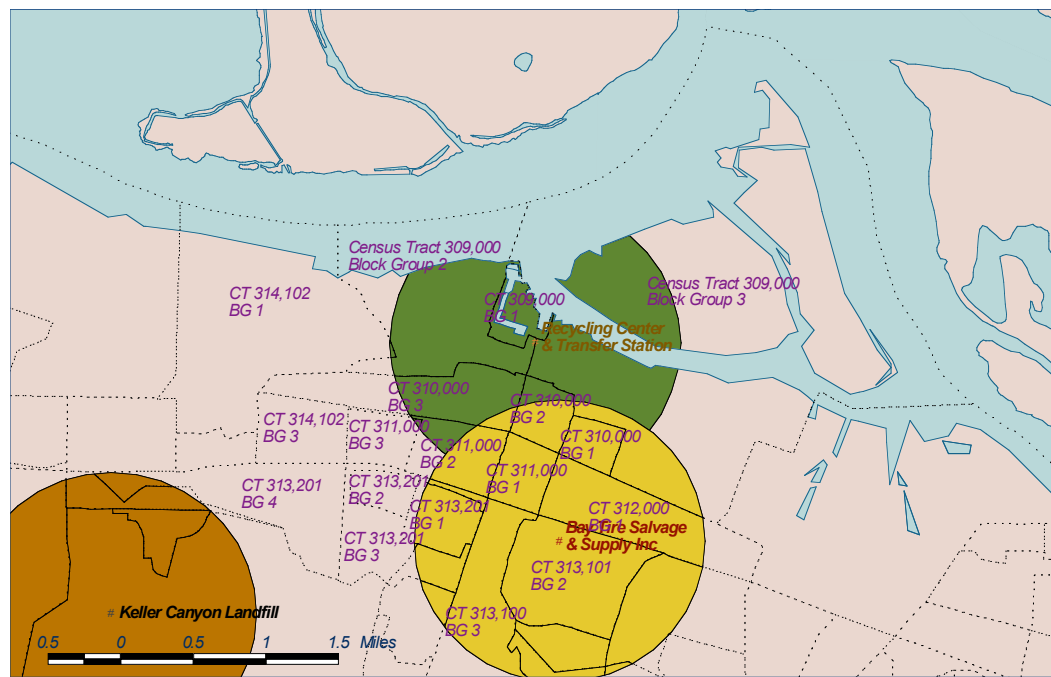 Census Tract 309,000
Block Group 2
Census Tract 309,000
Block Group 3
CT 314,102
BG 1
CT 309,000
BG 1
Recycling Center
& Transfer Station
CT 310,000
BG 3
CT 310,000
BG 2
CT 314,102
BG 3
CT 311,000
BG 3
CT 311,000
BG 2
CT 310,000
BG 1
CT 311,000
BG 1
CT 313,201
BG 4
CT 313,201
BG 2
CT 313,201
BG 1
CT 312,000
BG 1
Bay Tire Salvage
# & Supply Inc
CT 313,201
BG 3
CT 313,101
BG 2
# Keller Canyon Landfill
CT 313,100
BG 3
0.5 0 0.5 1 1.5 Miles